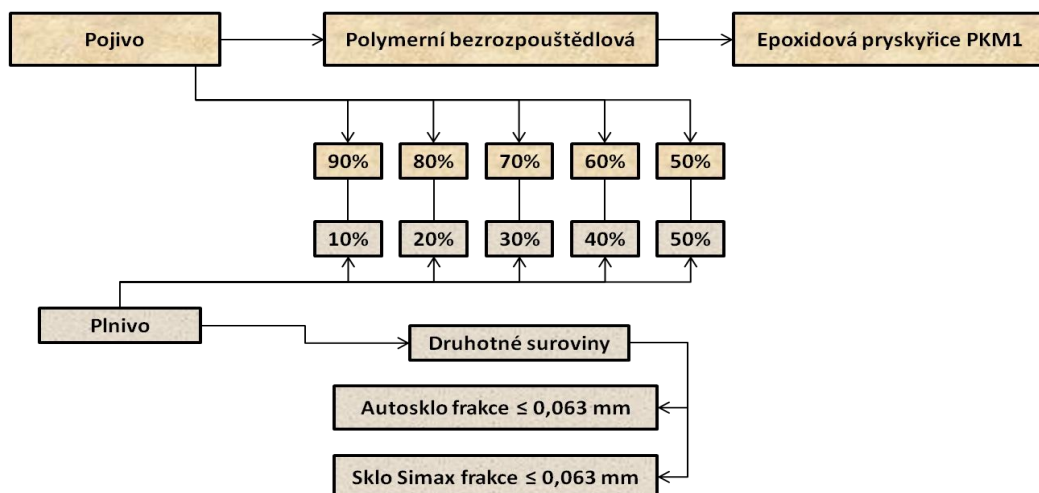 Pojivo
Polymerní bezrozpouštědlová
Epoxidová pryskyřice PKM1
90%
80%
70%
60%
50%
10%
20%
30%
40%
50%
Plnivo
Druhotné suroviny
Autosklo frakce ≤ 0,063 mm
Sklo Simax frakce ≤ 0,063 mm